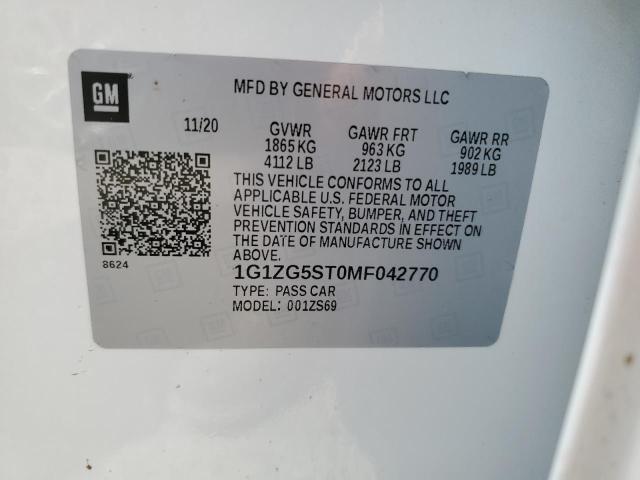 GM
MFD BY GENERAL MOTORS LLC
11/20 GVWR GAWR FRT GAWR RR
1865 KG 963 KG 902 KG
4112 LB 2123 LB 1989 LB
THIS VEHICLE CONFORMS TO ALL
APPLICABLE U.S. FEDERAL MOTOR
VEHICLE SAFETY, BUMPER, AND THEFT
PREVENTION STANDARDS IN EFFECT ON
THE DATE OF MANUFACTURE SHOWN
ABOVE.
8624
1G1ZG5ST0MF042770
TYPE: PASS CAR
MODEL: 001ZS69